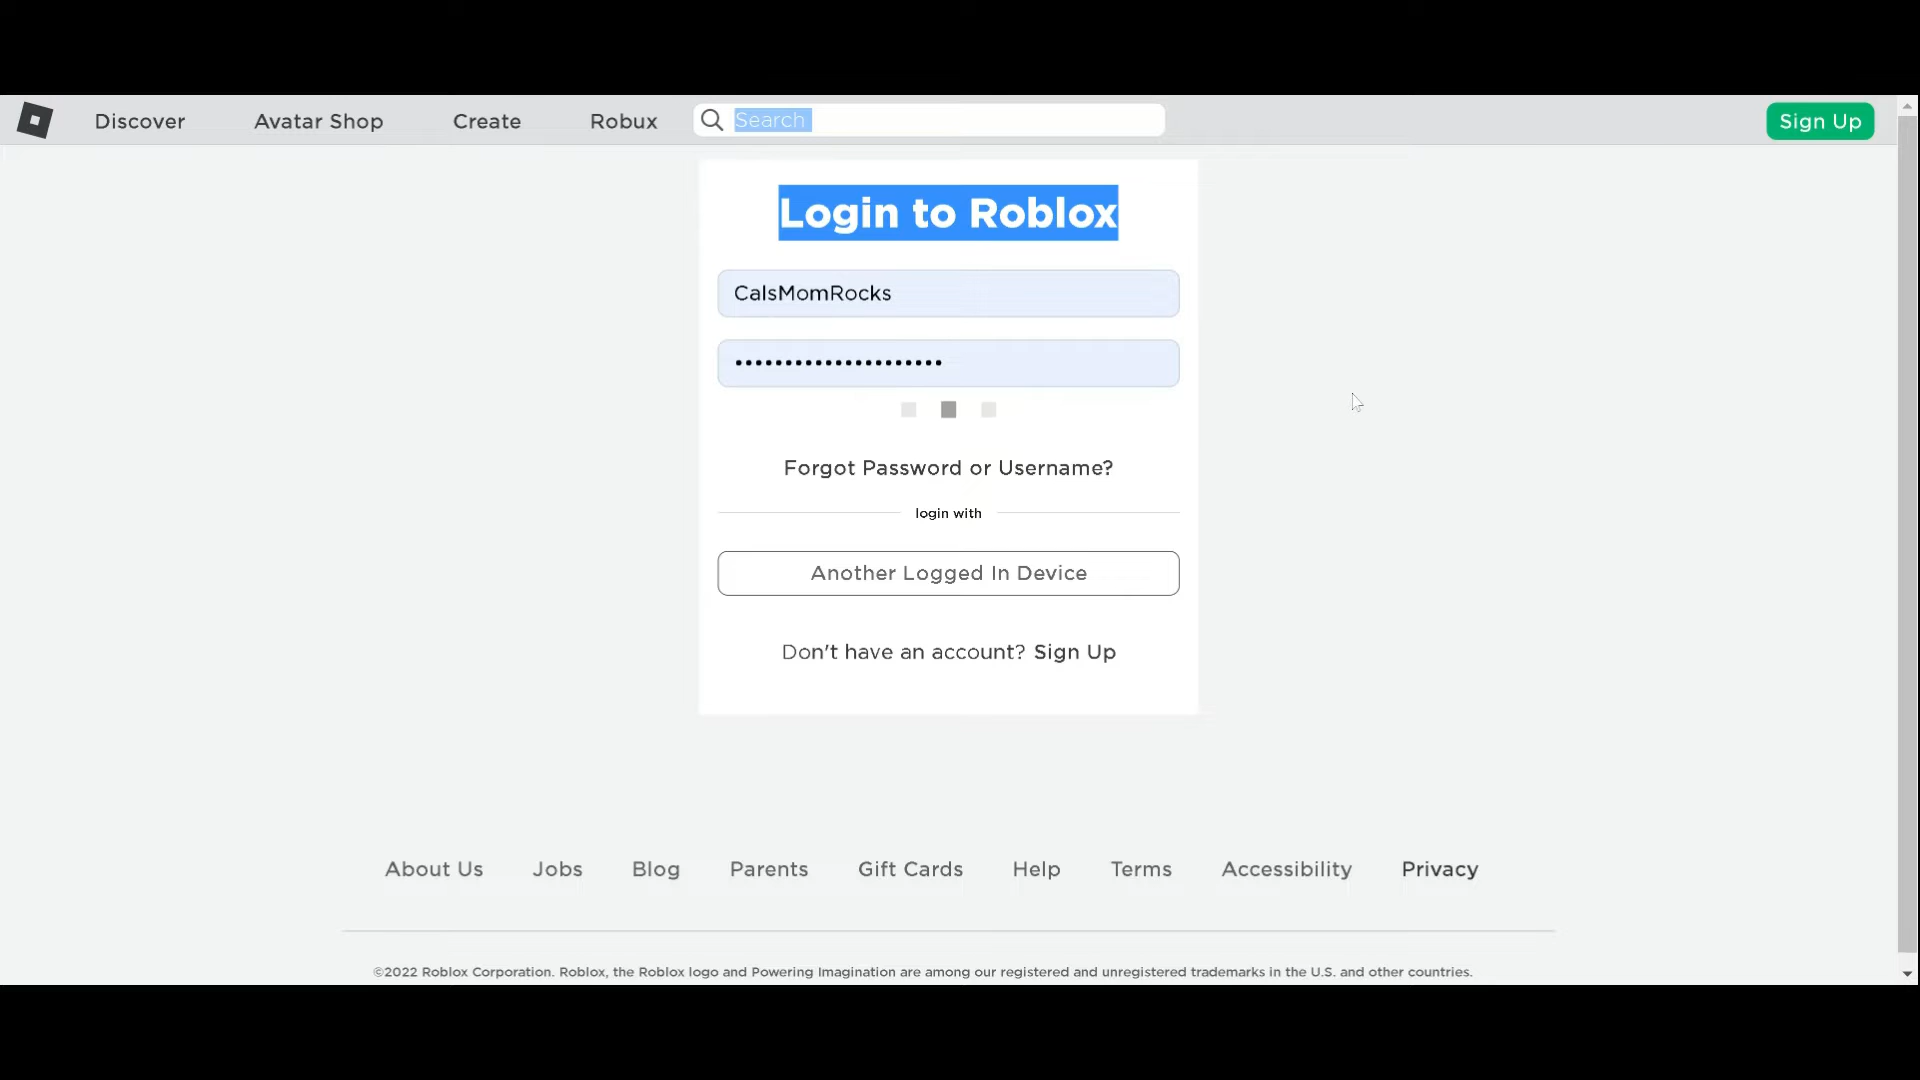 Discover Avatar Shop Create Robux Search Sign Up
Login to Roblox
CalsMomRocks
•••••••••••••••••••••
Forgot Password or Username?
login with
Another Logged In Device
Don't have an account? Sign Up
About Us Jobs Blog Parents Gift Cards Help Terms Accessibility Privacy
©2022 Roblox Corporation. Roblox, the Roblox logo and Powering Imagination are among our registered and unregistered trademarks in the U.S. and other countries.